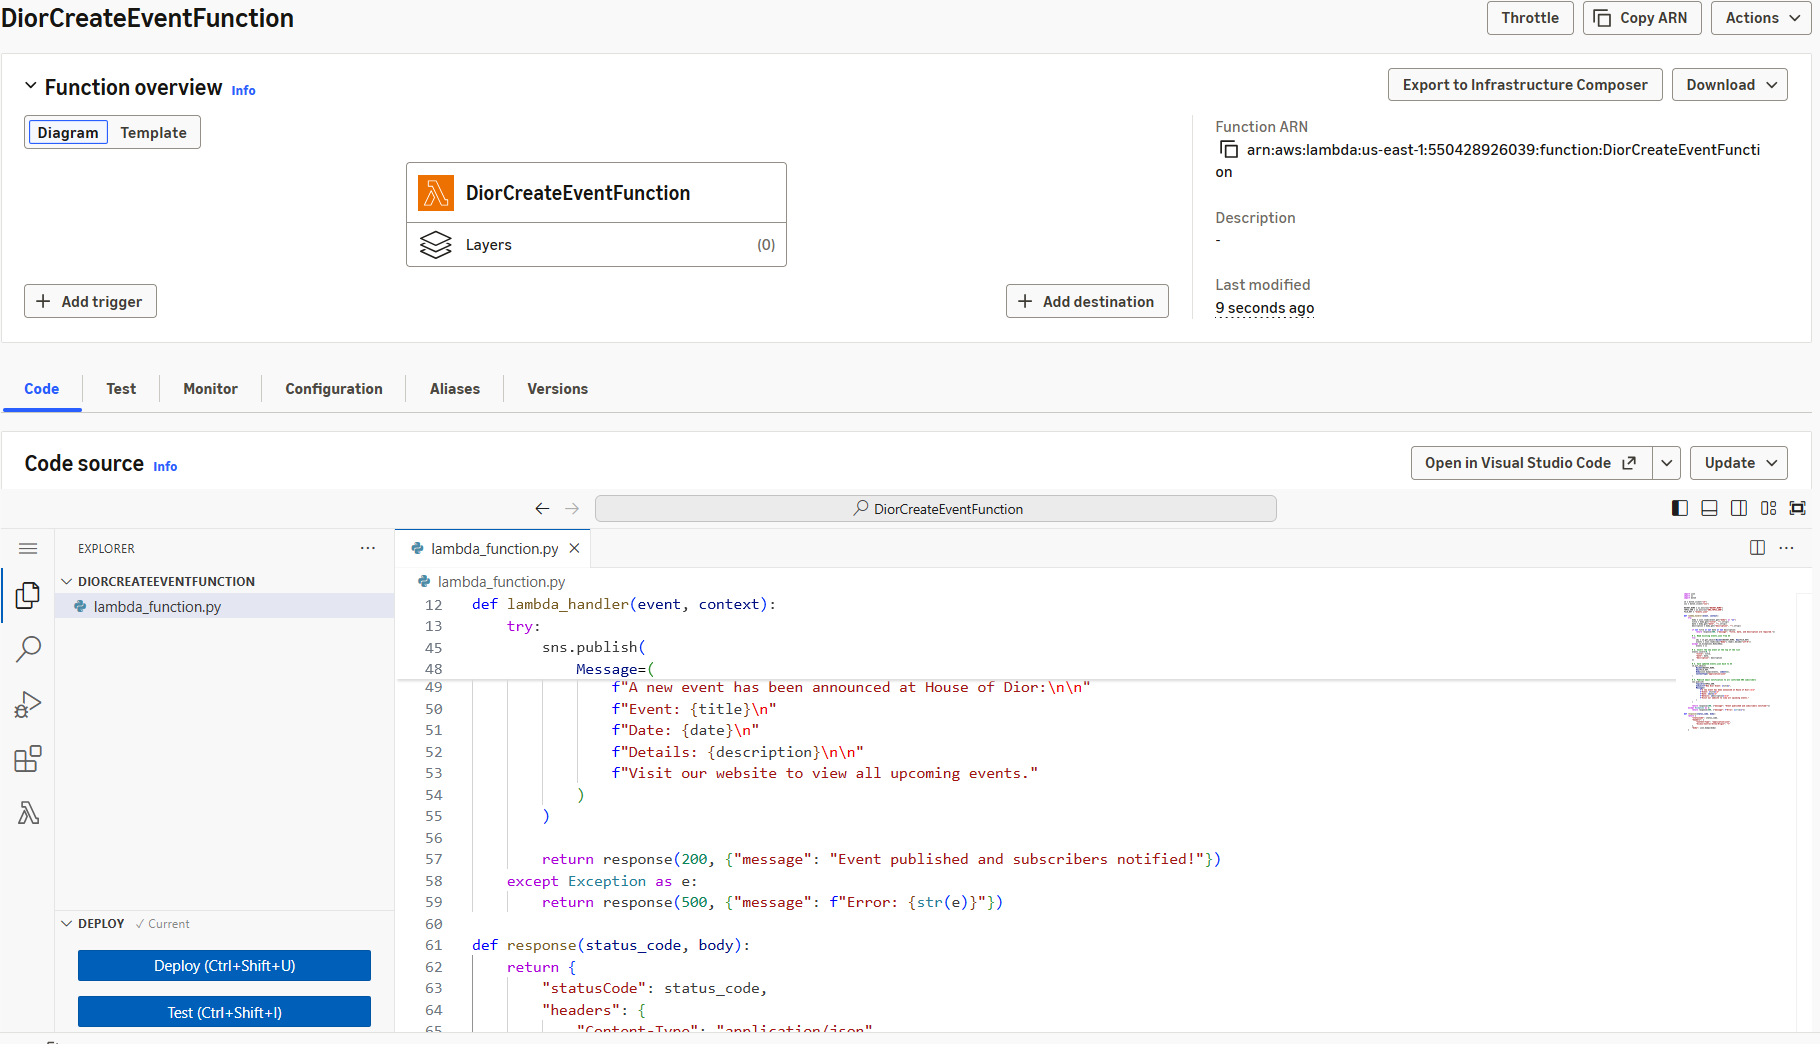 DiorCreateEventFunction
Throttle
Copy ARN
Actions
Function overview Info
Export to Infrastructure Composer
Download
Diagram
Template
DiorCreateEventFunction
Layers
(0)
Add trigger
Add destination
Function ARN
arn:aws:lambda:us-east-1:550428926039:function:DiorCreateEventFuncti
on
Description
-
Last modified
9 seconds ago
Code
Test
Monitor
Configuration
Aliases
Versions
Code source Info
Open in Visual Studio Code
Update
DiorCreateEventFunction
EXPLORER
DIORCREATEEVENTFUNCTION
lambda_function.py
DEPLOY
Current
Deploy (Ctrl+Shift+U)
Test (Ctrl+Shift+I)
lambda_function.py
lambda_function.py
12 def lambda_handler(event, context):
13 try:
45 sns.publish(
48 Message=(
49 f"A new event has been announced at House of Dior:\n\n"
50 f"Event: {title}\n"
51 f"Date: {date}\n"
52 f"Details: {description}\n\n"
53 f"Visit our website to view all upcoming events."
54 )
55 )
56
57 return response(200, {"message": "Event published and subscribers notified!"})
58 except Exception as e:
59 return response(500, {"message": f"Error: {str(e)}"})
60
61 def response(status_code, body):
62 return {
63 "statusCode": status_code,
64 "headers": {
65 "Content-Type": "application/json"